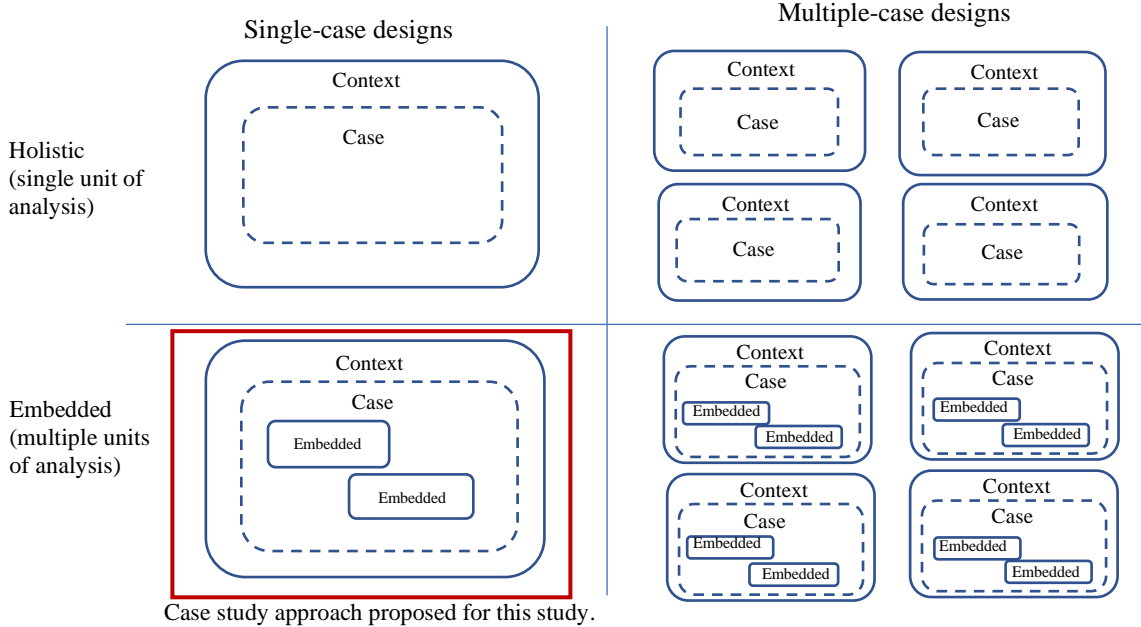 Single-case designs
Multiple-case designs
Holistic
(single unit of
analysis)
Context
Case
Context
Case
Context
Case
Context
Case
Context
Case
Embedded
(multiple units
of analysis)
Context
Case
Embedded
Embedded
Context
Case
Embedded
Embedded
Context
Case
Embedded
Embedded
Context
Case
Embedded
Embedded
Context
Case
Embedded
Embedded
Case study approach proposed for this study.